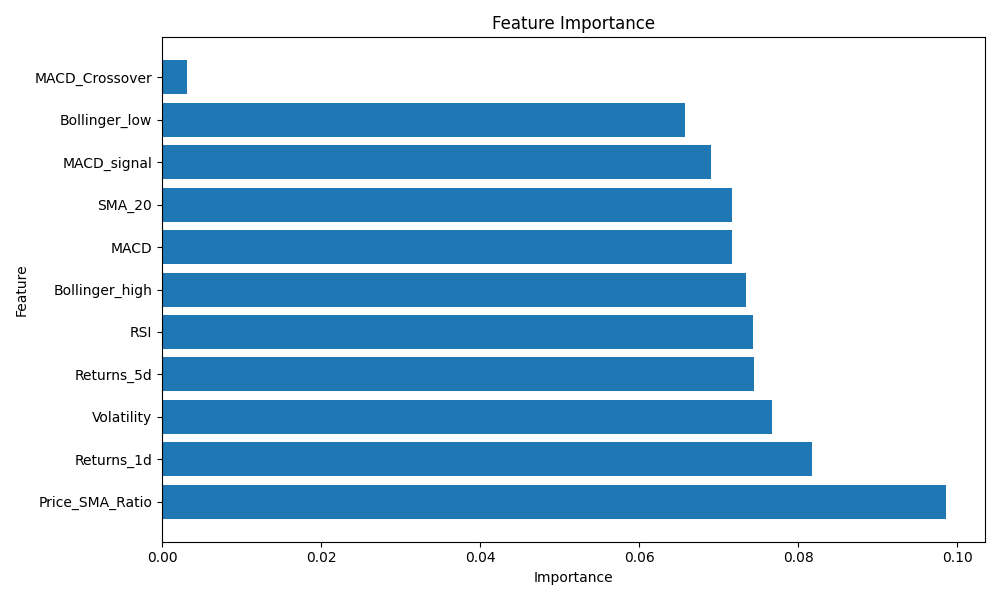 Feature Importance
MACD_Crossover
Bollinger_low
MACD_signal
SMA_20
MACD
Bollinger_high
RSI
Returns_5d
Volatility
Returns_1d
Price_SMA_Ratio
Feature
0.00 0.02 0.04 0.06 0.08 0.10
Importance